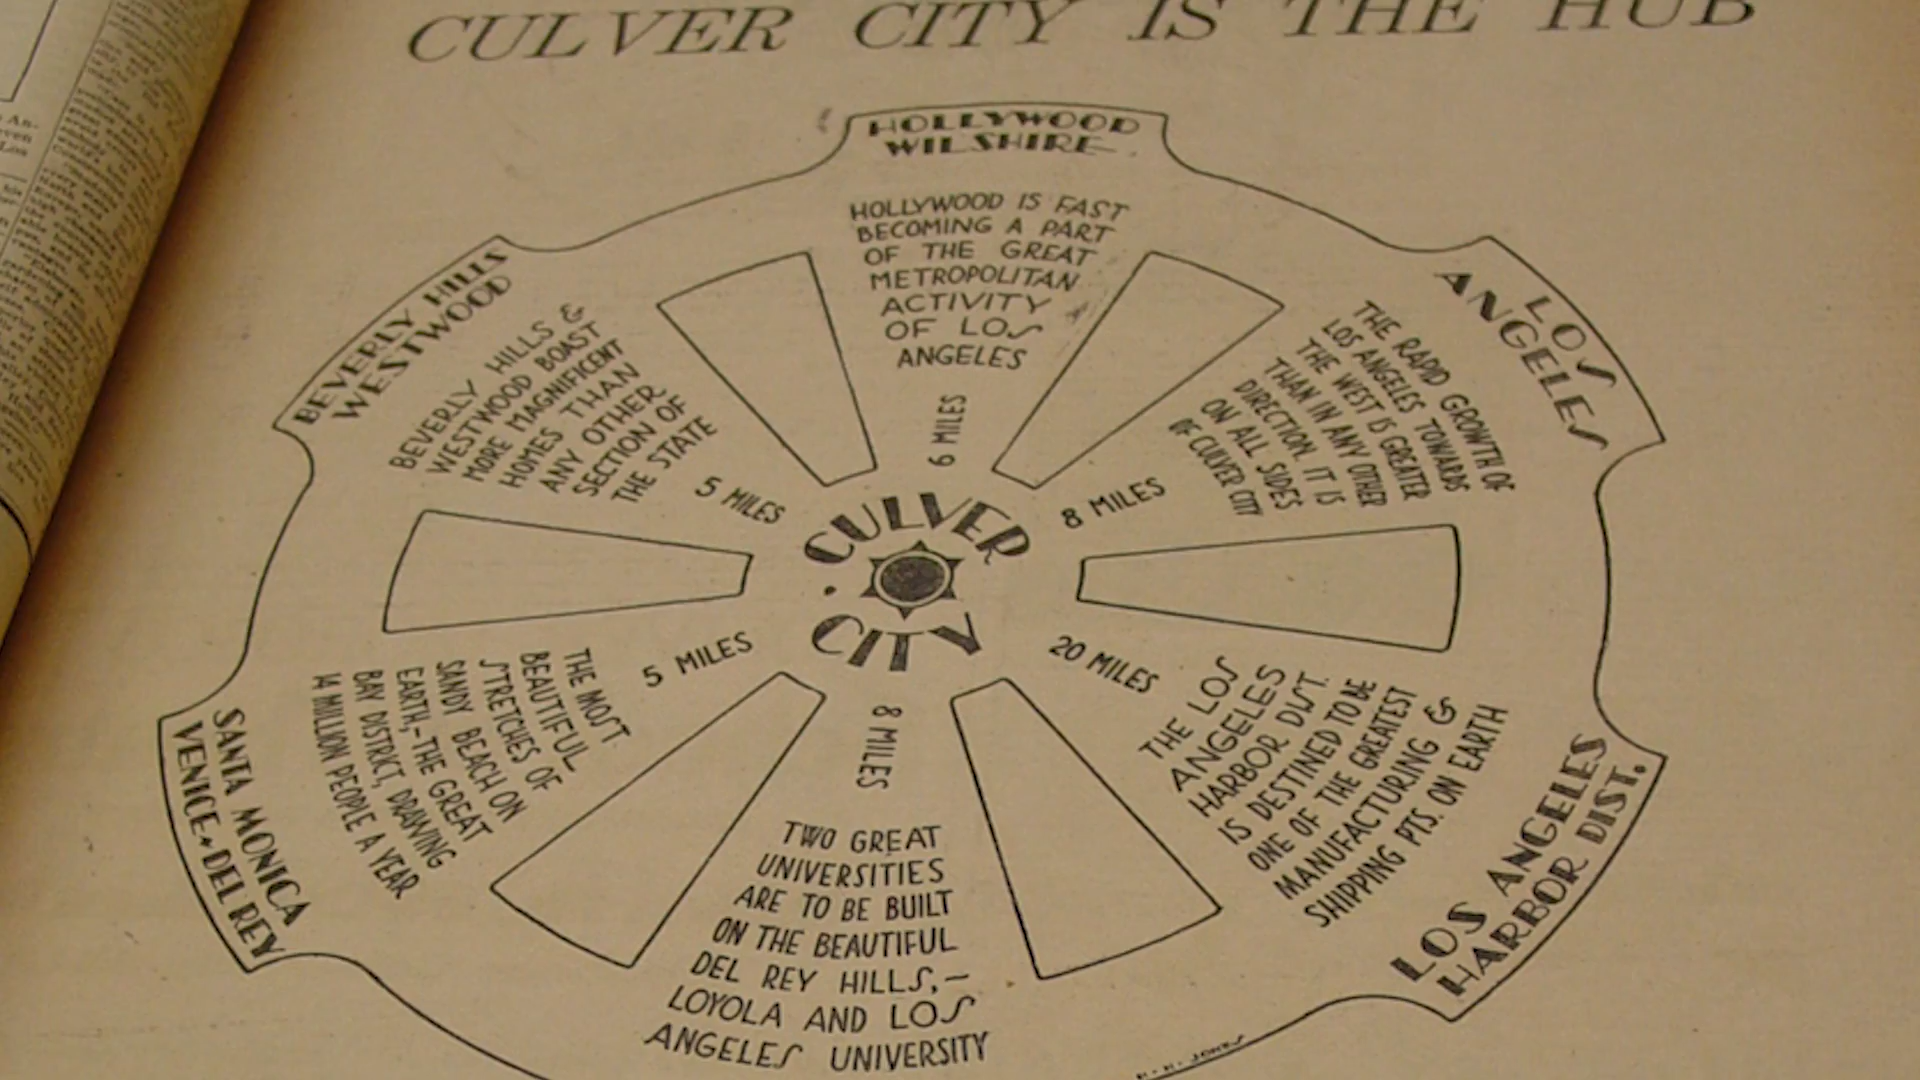 CULVER CITY IS THE HUB
HOLLYWOOD
WILSHIRE
HOLLYWOOD IS FAST
BECOMING A PART
OF THE GREAT
METROPOLITAN
ACTIVITY
OF LOS
ANGELES
6 MILES
LOS
ANGELES
THE RAPID GROWTH OF
LOS ANGELES TOWARDS
THE WEST IS GREATER
THAN IN ANY OTHER
DIRECTION. IT IS
ON ALL SIDES
OF CULVER CITY
8 MILES
BEVERLY HILLS
WESTWOOD
BEVERLY HILLS &
WESTWOOD BOAST
MORE MAGNIFICENT
HOMES THAN
ANY OTHER
SECTION OF
THE STATE
5 MILES
CULVER
CITY
5 MILES
THE MOST
BEAUTIFUL
STRETCHES OF
SANDY BEACH ON
EARTH,-THE GREAT
BAY DISTRICT, DRAWING
14 MILLION PEOPLE A YEAR
SANTA MONICA
VENICE-DEL REY
8 MILES
TWO GREAT
UNIVERSITIES
ARE TO BE BUILT
ON THE BEAUTIFUL
DEL REY HILLS,-
LOYOLA AND LOS
ANGELES UNIVERSITY
20 MILES
THE LOS
ANGELES
HARBOR DIST.
IS DESTINED TO BE
ONE OF THE GREATEST
MANUFACTURING &
SHIPPING PTS. ON EARTH
LOS ANGELES
HARBOR DIST.
JONES